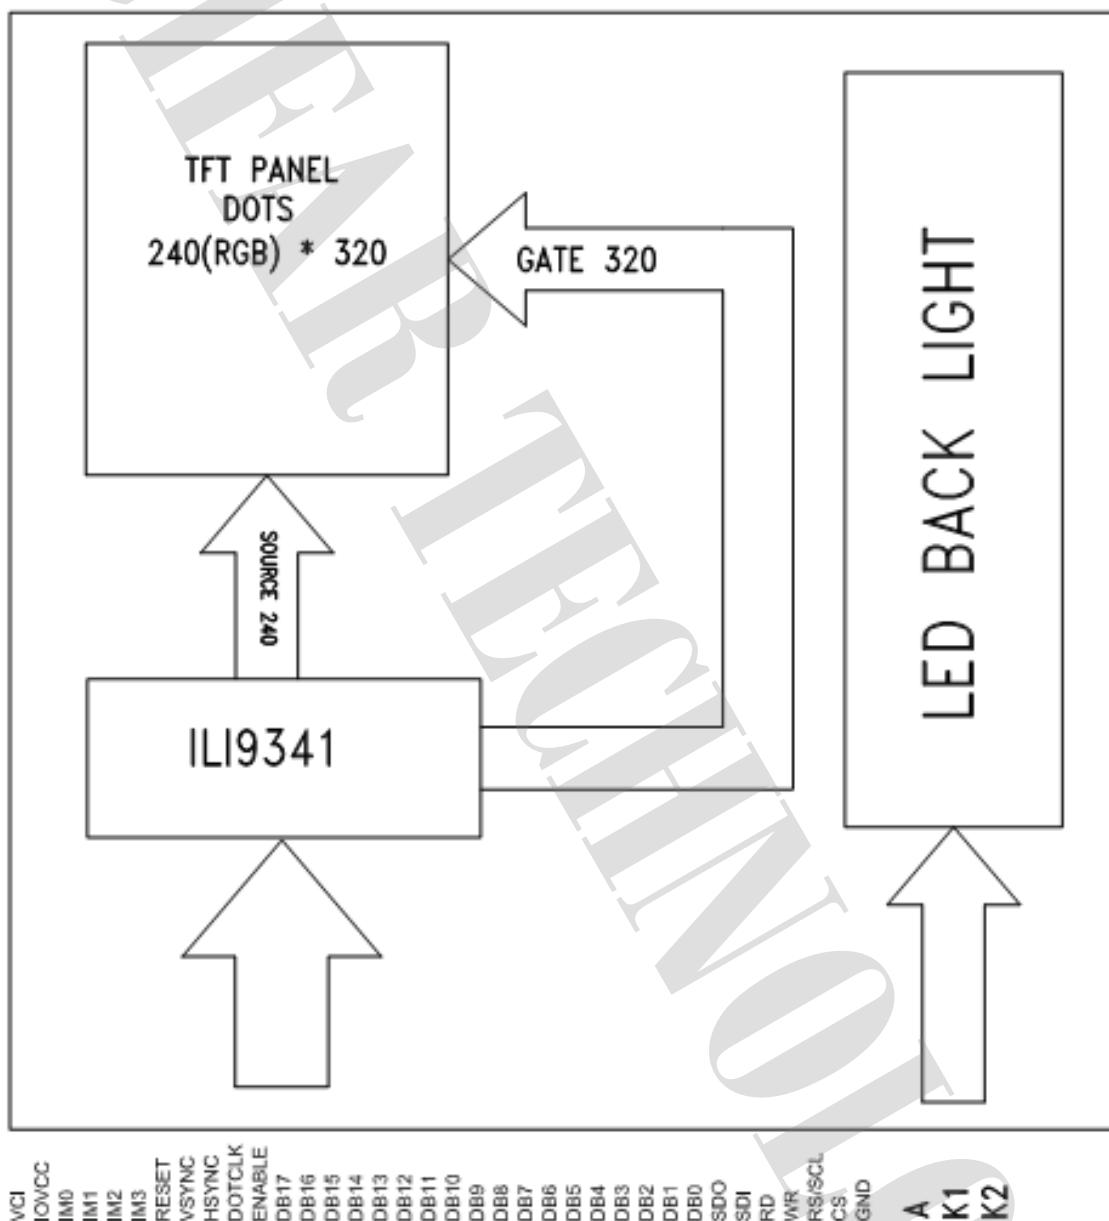 TFT PANEL
DOTS
240(RGB) * 320
GATE 320
SOURCE 240
ILI9341
LED BACK LIGHT
VCI
IOVCC
IM0
IM1
IM2
IM3
RESET
VSYNC
HSYNC
DOTCLK
ENABLE
DB17
DB16
DB15
DB14
DB13
DB12
DB11
DB10
DB9
DB8
DB7
DB6
DB5
DB4
DB3
DB2
DB1
DB0
SDO
SDI
RD
WR
RS/SCL
CS
GND
A
K1
K2
TECHNOL